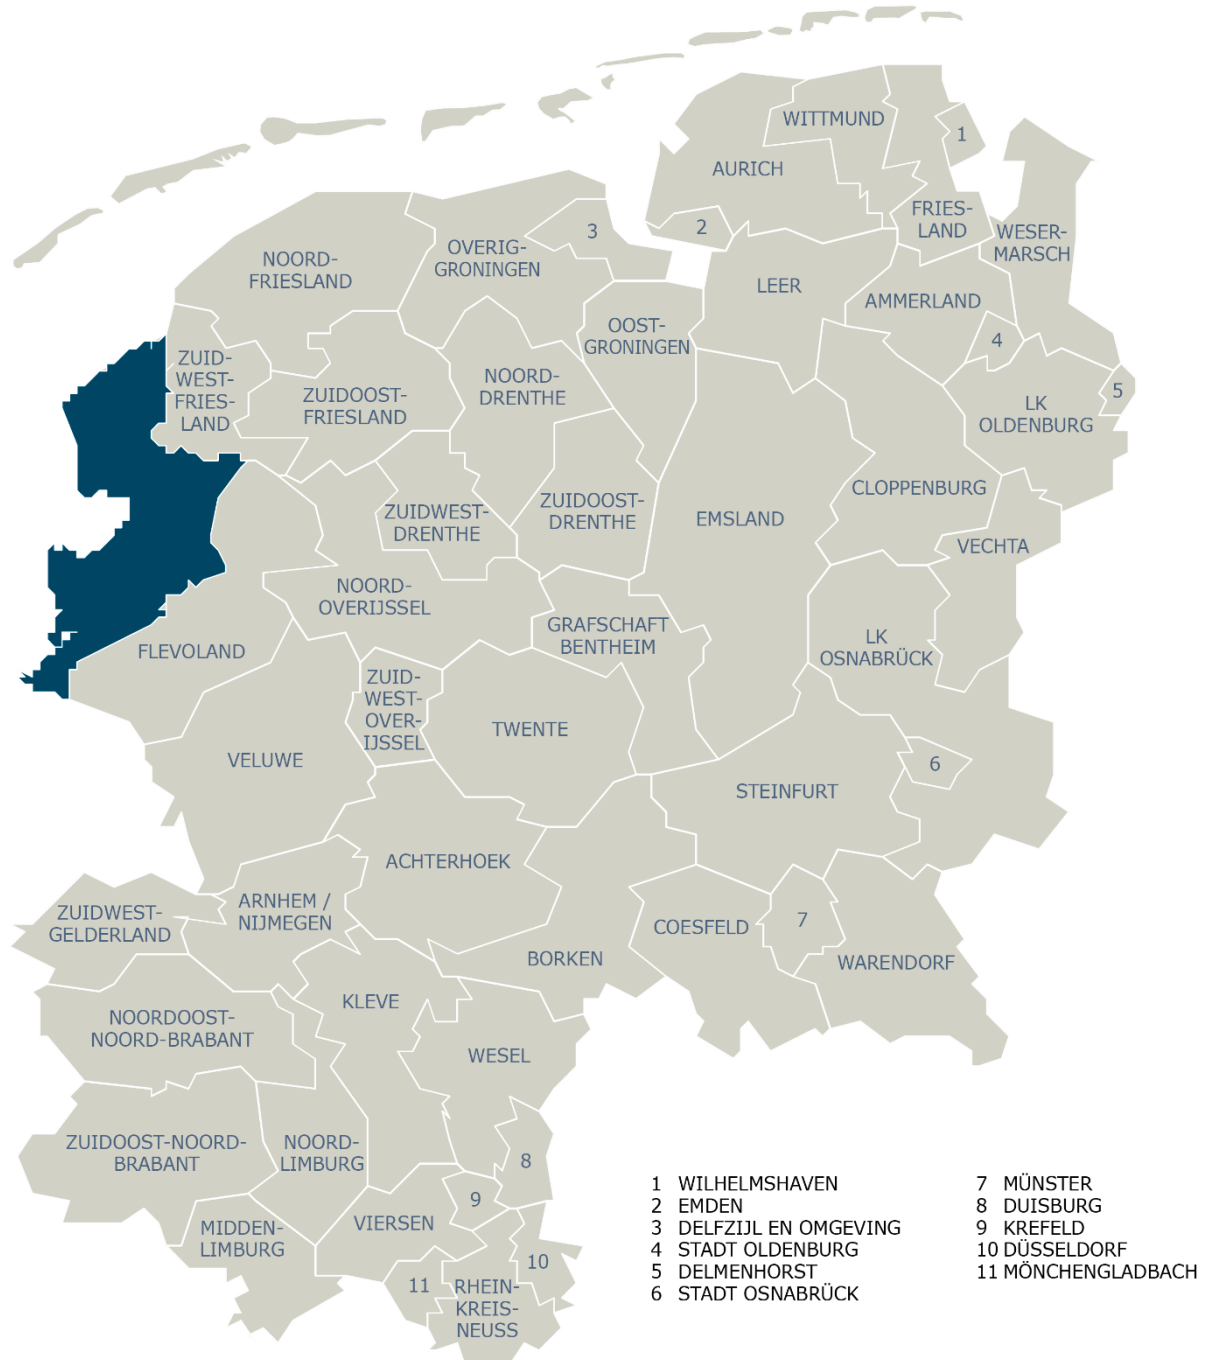 WITTMUND
1
AURICH
FRIES-
LAND
2
3
WESER-
MARSCH
OVERIG-
GRONINGEN
NOORD-
FRIESLAND
LEER
AMMERLAND
OOST-
GRONINGEN
4
ZUID-
WEST-
FRIES-
LAND
NOORD-
DRENTHE
ZUIDOOST-
FRIESLAND
5
LK
OLDENBURG
CLOPPENBURG
ZUIDOOST-
DRENTHE
ZUIDWEST-
DRENTHE
EMSLAND
VECHTA
NOORD-
OVERIJSSEL
GRAFSCHAFT
BENTHEIM
LK
OSNABRÜCK
FLEVOLAND
ZUID-
WEST-
OVER-
IJSSEL
TWENTE
VELUWE
6
STEINFURT
ACHTERHOEK
ARNHEM /
NIJMEGEN
ZUIDWEST-
GELDERLAND
7
COESFELD
BORKEN
WARENDORF
KLEVE
NOORDOOST-
NOORD-BRABANT
WESEL
ZUIDOOST-NOORD-
BRABANT
NOORD-
LIMBURG
8
9
VIERSEN
MIDDEN-
LIMBURG
10
11
RHEIN-
KREIS-
NEUSS
1 WILHELMSHAVEN
2 EMDEN
3 DELFZIJL EN OMGEVING
4 STADT OLDENBURG
5 DELMENHORST
6 STADT OSNABRÜCK
7 MÜNSTER
8 DUISBURG
9 KREFELD
10 DÜSSELDORF
11 MÖNCHENGLADBACH